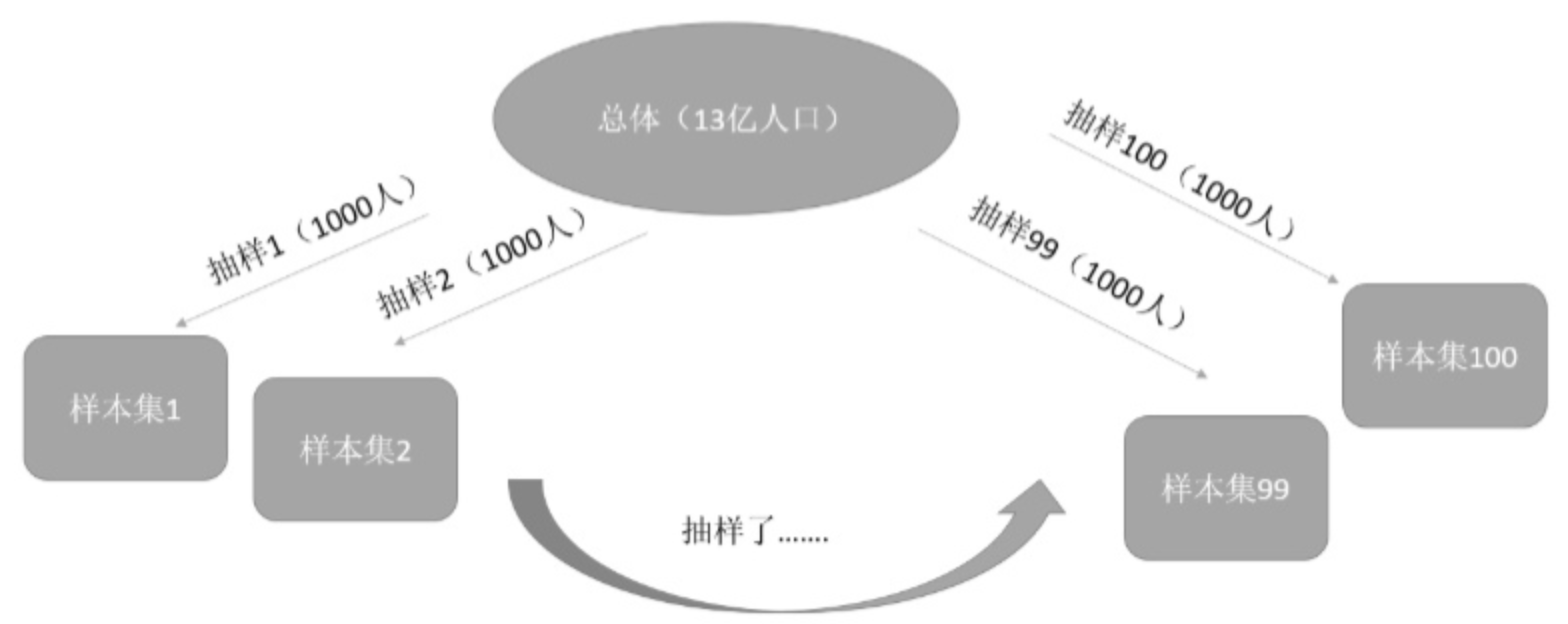 总体（13亿人口）
抽样1（1000人）
抽样2（1000人）
抽样99（1000人）
抽样100（1000人）
样本集1
样本集2
抽样了.......
样本集99
样本集100